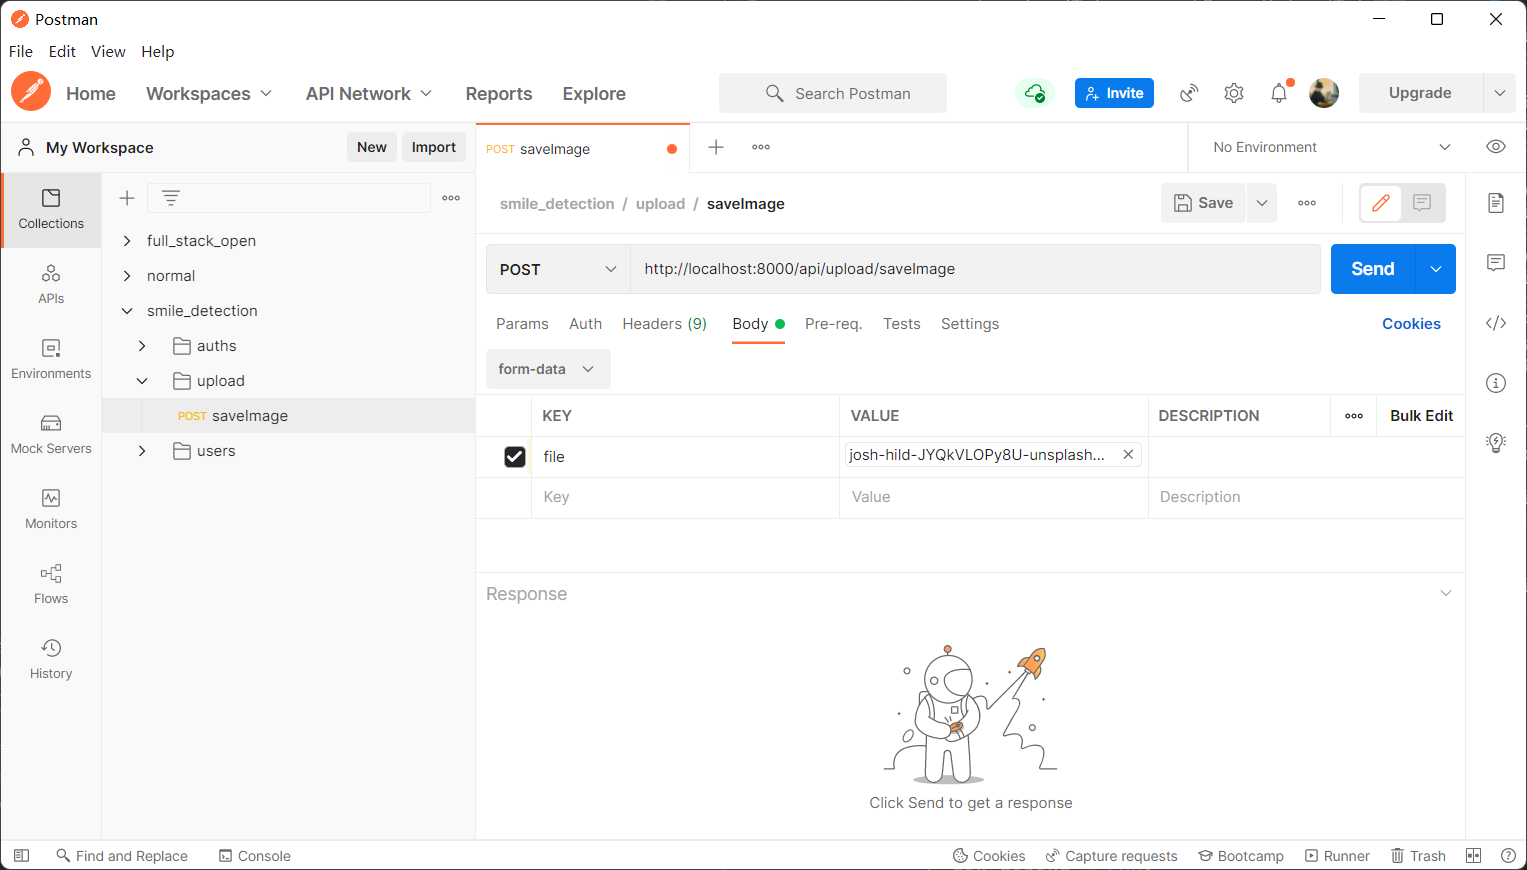 Postman
File Edit View Help
Home Workspaces API Network Reports Explore Search Postman Invite Upgrade
My Workspace New Import
POST saveImage
No Environment
Collections
APIs
Environments
Mock Servers
Monitors
Flows
History
full_stack_open
normal
smile_detection
auths
upload
POST saveImage
users
smile_detection / upload / saveImage
Save
POST http://localhost:8000/api/upload/saveImage Send
Params Auth Headers (9) Body Pre-req. Tests Settings Cookies
form-data
KEY VALUE DESCRIPTION Bulk Edit
file josh-hild-JYQkVLOPy8U-unsplash...
Key Value Description
Response
Click Send to get a response
Find and Replace Console Cookies Capture requests Bootcamp Runner Trash